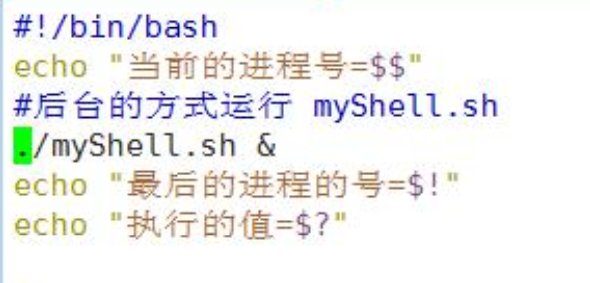 #!/bin/bash
echo "当前的进程号=$$"
#后台的方式运行 myShell.sh
./myShell.sh &
echo "最后的进程的号=$!"
echo "执行的值=$?"